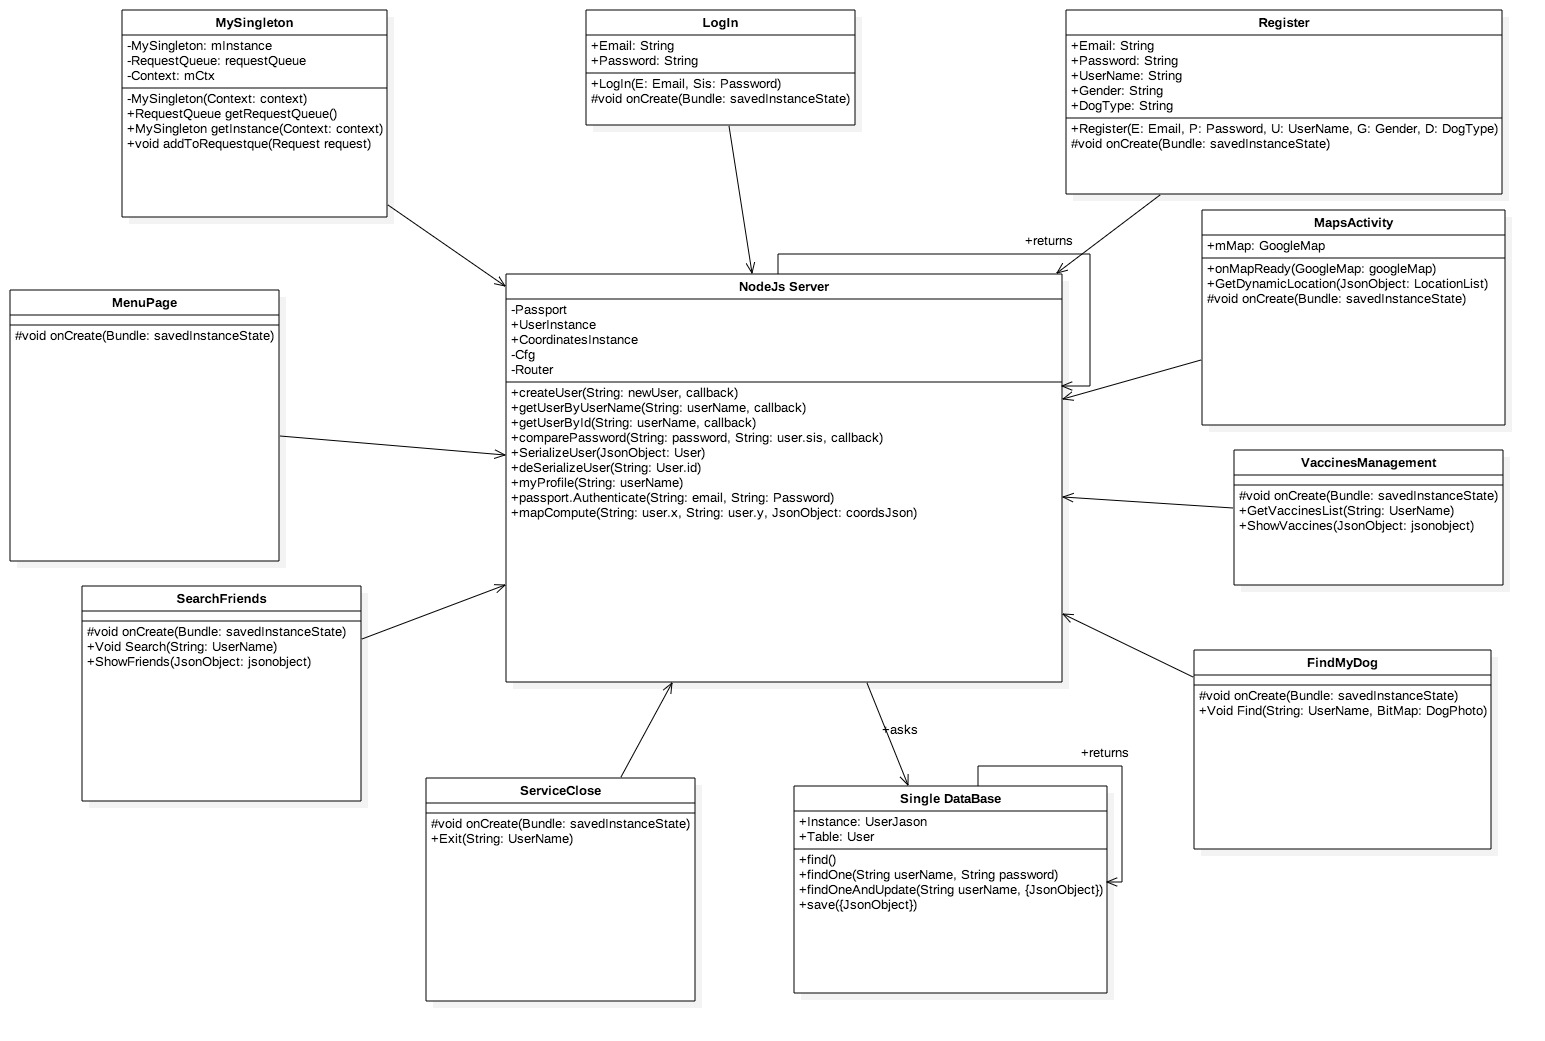 MySingleton
-MySingleton: mInstance
-RequestQueue: requestQueue
-Context: mCtx
-MySingleton(Context: context)
+RequestQueue getRequestQueue()
+MySingleton getInstance(Context: context)
+void addToRequestque(Request request)
LogIn
+Email: String
+Password: String
+LogIn(E: Email, Sis: Password)
#void onCreate(Bundle: savedInstanceState)
Register
+Email: String
+Password: String
+UserName: String
+Gender: String
+DogType: String
+Register(E: Email, P: Password, U: UserName, G: Gender, D: DogType)
#void onCreate(Bundle: savedInstanceState)
MapsActivity
+mMap: GoogleMap
+onMapReady(GoogleMap: googleMap)
+GetDynamicLocation(JsonObject: LocationList)
#void onCreate(Bundle: savedInstanceState)
+returns
MenuPage
#void onCreate(Bundle: savedInstanceState)
NodeJs Server
-Passport
+UserInstance
+CoordinatesInstance
-Cfg
-Router
+createUser(String: newUser, callback)
+getUserByUserName(String: userName, callback)
+getUserById(String: userName, callback)
+comparePassword(String: password, String: user.sis, callback)
+SerializeUser(JsonObject: User)
+deSerializeUser(String: User.id)
+myProfile(String: userName)
+passport.Authenticate(String: email, String: Password)
+mapCompute(String: user.x, String: user.y, JsonObject: coordsJson)
VaccinesManagement
#void onCreate(Bundle: savedInstanceState)
+GetVaccinesList(String: UserName)
+ShowVaccines(JsonObject: jsonobject)
SearchFriends
#void onCreate(Bundle: savedInstanceState)
+Void Search(String: UserName)
+ShowFriends(JsonObject: jsonobject)
FindMyDog
#void onCreate(Bundle: savedInstanceState)
+Void Find(String: UserName, BitMap: DogPhoto)
+asks
+returns
ServiceClose
#void onCreate(Bundle: savedInstanceState)
+Exit(String: UserName)
Single DataBase
+Instance: UserJason
+Table: User
+find()
+findOne(String userName, String password)
+findOneAndUpdate(String userName, {JsonObject})
+save({JsonObject})